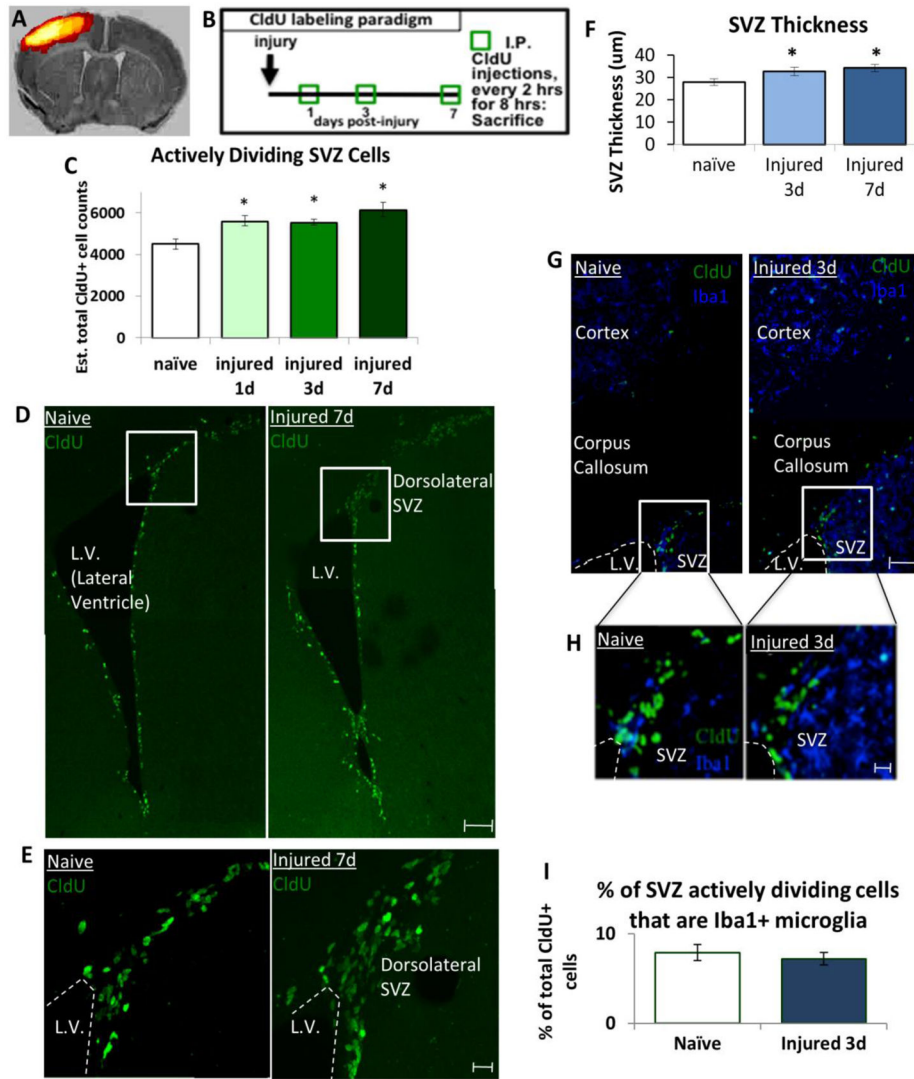 A
B
CldU labeling paradigm
injury
1
3
7
days post-injury
I.P.
CldU
injections,
every 2 hrs
for 8 hrs:
Sacrifice
C
Actively Dividing SVZ Cells
Est. total CldU+ cell counts
6000
4000
2000
0
*
*
*
naïve
injured
1d
injured
3d
injured
7d
D
Naive
CldU
L.V.
(Lateral
Ventricle)
Injured 7d
CldU
Dorsolateral
SVZ
L.V.
E
Naive
CldU
L.V.
Injured 7d
CldU
Dorsolateral
SVZ
L.V.
F
SVZ Thickness
SVZ Thickness (um)
40
30
20
10
0
*
*
naïve
Injured
3d
Injured
7d
G
Naive
CldU
Iba1
Cortex
Corpus
Callosum
L.V.
SVZ
Injured 3d
CldU
Iba1
Cortex
Corpus
Callosum
L.V.
SVZ
H
Naive
SVZ
CldU
Iba1
Injured 3d
SVZ
I
% of SVZ actively dividing cells
that are Iba1+ microglia
% of total CldU+
cells
10
0
Naïve
Injured 3d